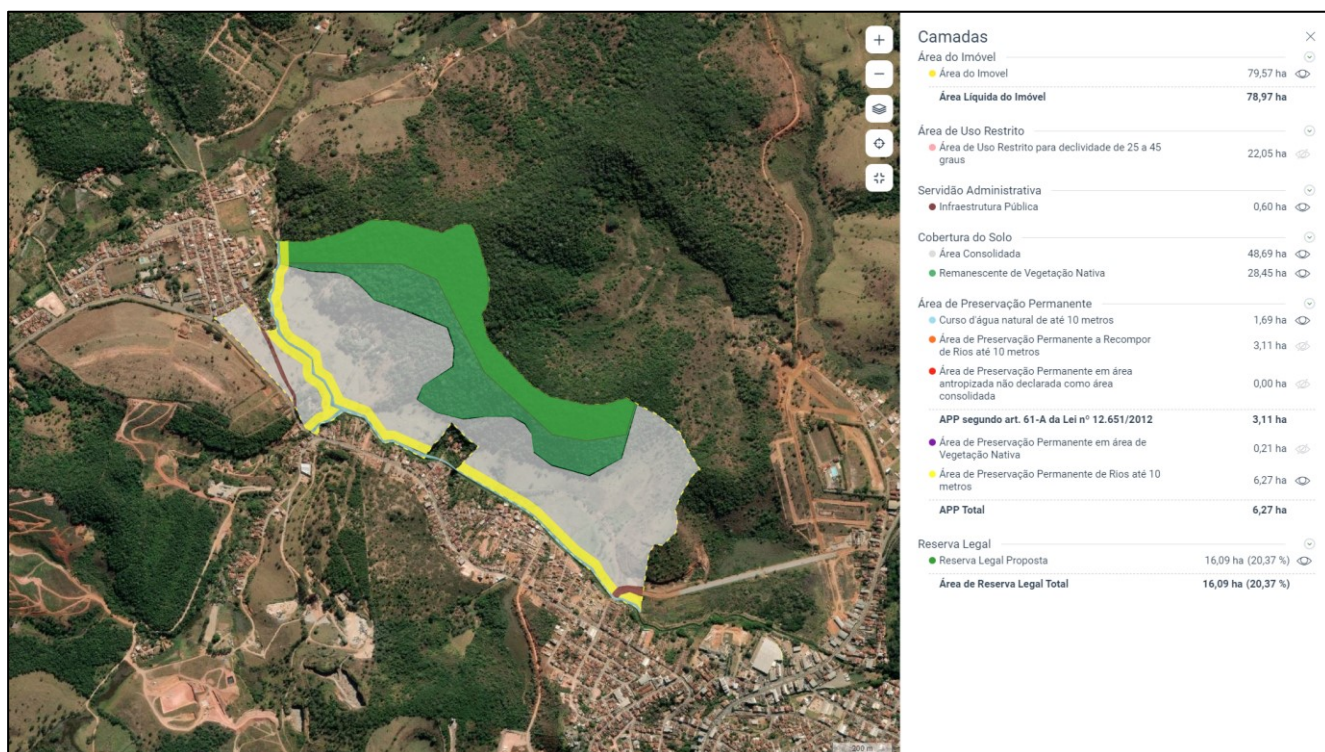 Camadas
Área do Imóvel
Área do Imovel 79,57 ha
Área Líquida do Imóvel 78,97 ha
Área de Uso Restrito
Área de Uso Restrito para declividade de 25 a 45
graus 22,05 ha
Servidão Administrativa
Infraestrutura Pública 0,60 ha
Cobertura do Solo
Área Consolidada 48,69 ha
Remanescente de Vegetação Nativa 28,45 ha
Área de Preservação Permanente
Curso d'água natural de até 10 metros 1,69 ha
Área de Preservação Permanente a Recompor
de Rios até 10 metros 3,11 ha
Área de Preservação Permanente em área
antropizada não declarada como área
consolidada 0,00 ha
APP segundo art. 61-A da Lei nº 12.651/2012 3,11 ha
Área de Preservação Permanente em área de
Vegetação Nativa 0,21 ha
Área de Preservação Permanente de Rios até 10
metros 6,27 ha
APP Total 6,27 ha
Reserva Legal
Reserva Legal Proposta 16,09 ha (20,37 %)
Área de Reserva Legal Total 16,09 ha (20,37 %)
200 m